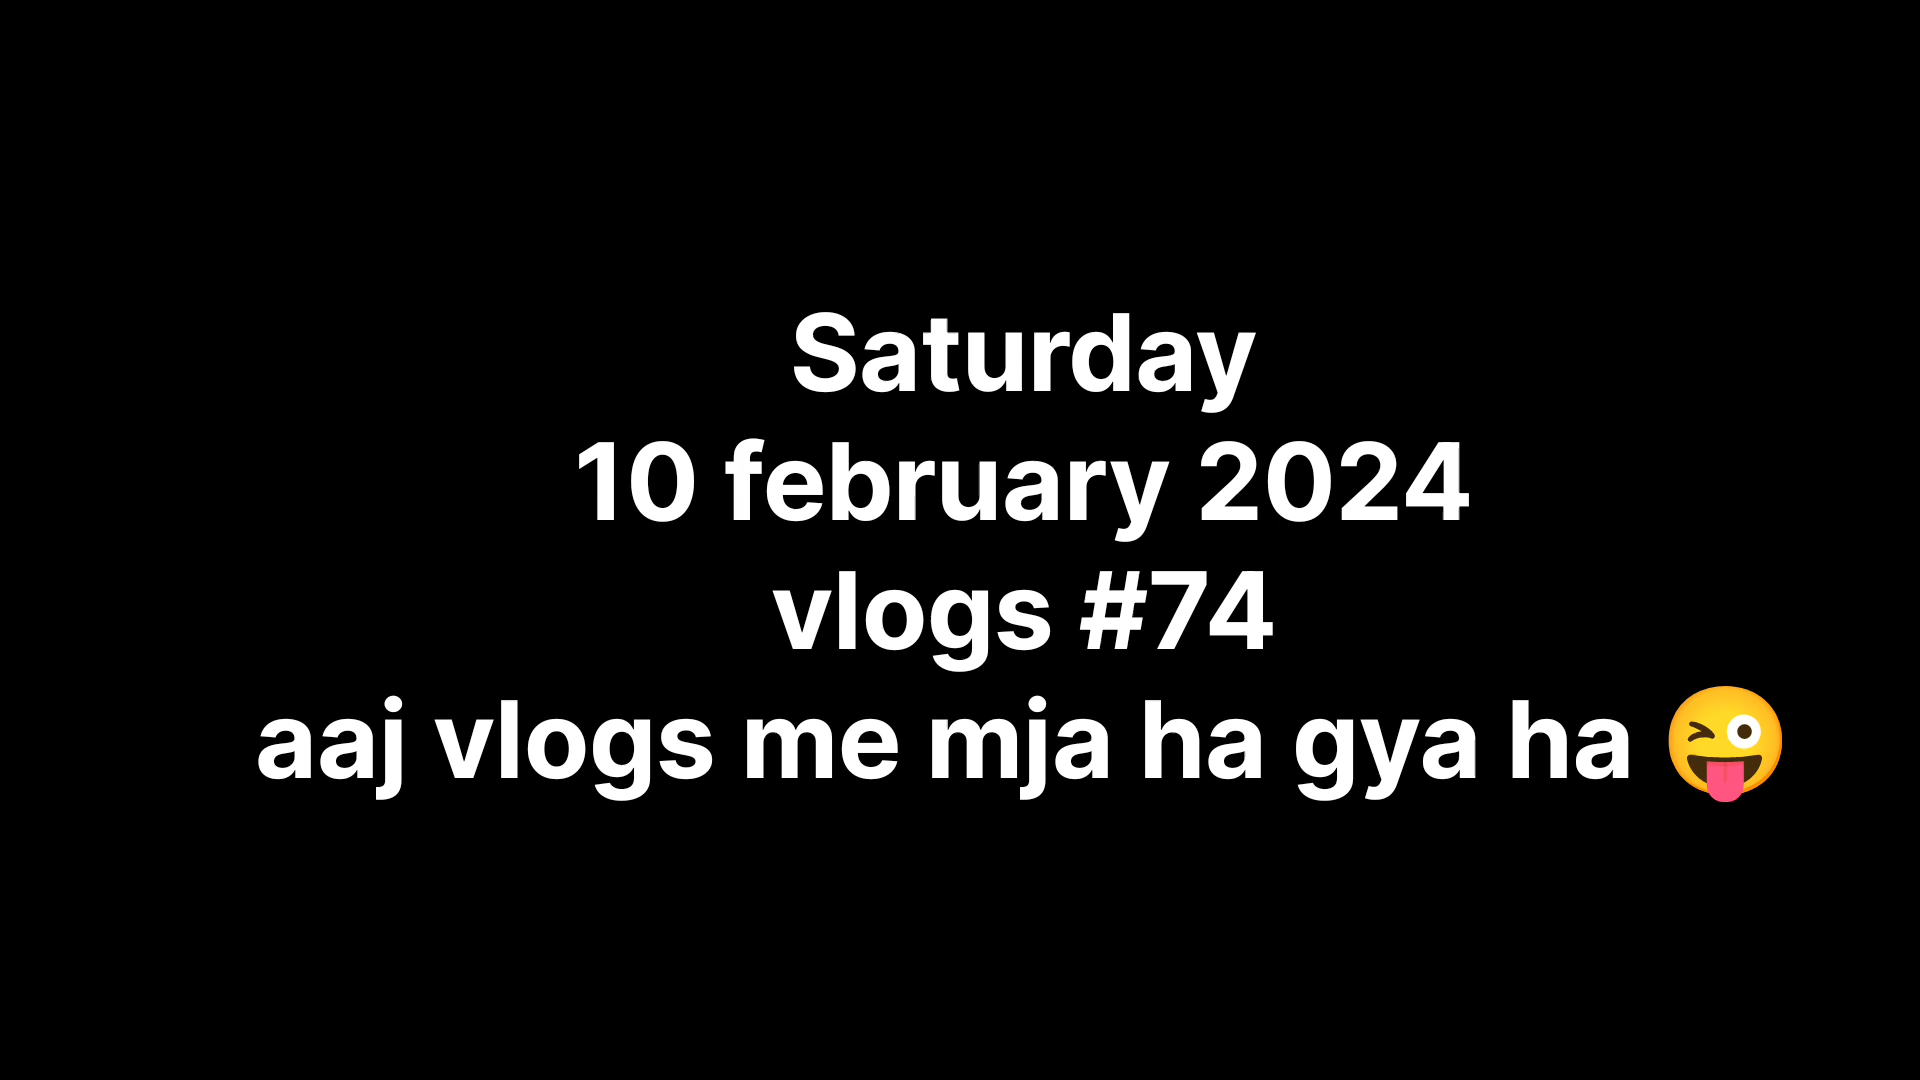 Saturday
10 february 2024
vlogs #74
aaj vlogs me mja ha gya ha 😜